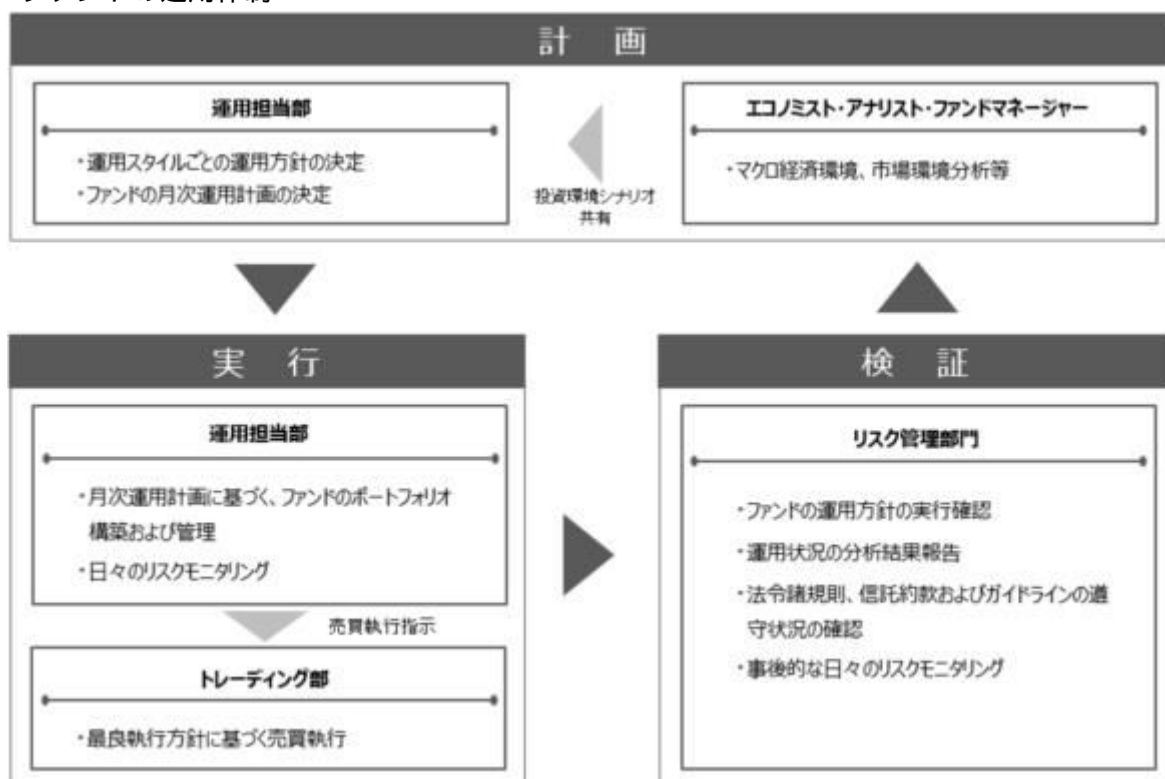 ファンドの運用体制
計 画
運用担当部
・運用スタイルごとの運用方針の決定
・ファンドの月次運用計画の決定
投資環境シナリオ
共有
エコノミスト・アナリスト・ファンドマネージャー
・マクロ経済環境、市場環境分析等
実 行
運用担当部
・月次運用計画に基づく、ファンドのポートフォリオ
構築および管理
・日々のリスクモニタリング
売買執行指示
トレーディング部
・最良執行方針に基づく売買執行
検 証
リスク管理部門
・ファンドの運用方針の実行確認
・運用状況の分析結果報告
・法令諸規則、信託約款およびガイドラインの遵
守状況の確認
・事後的な日々のリスクモニタリング